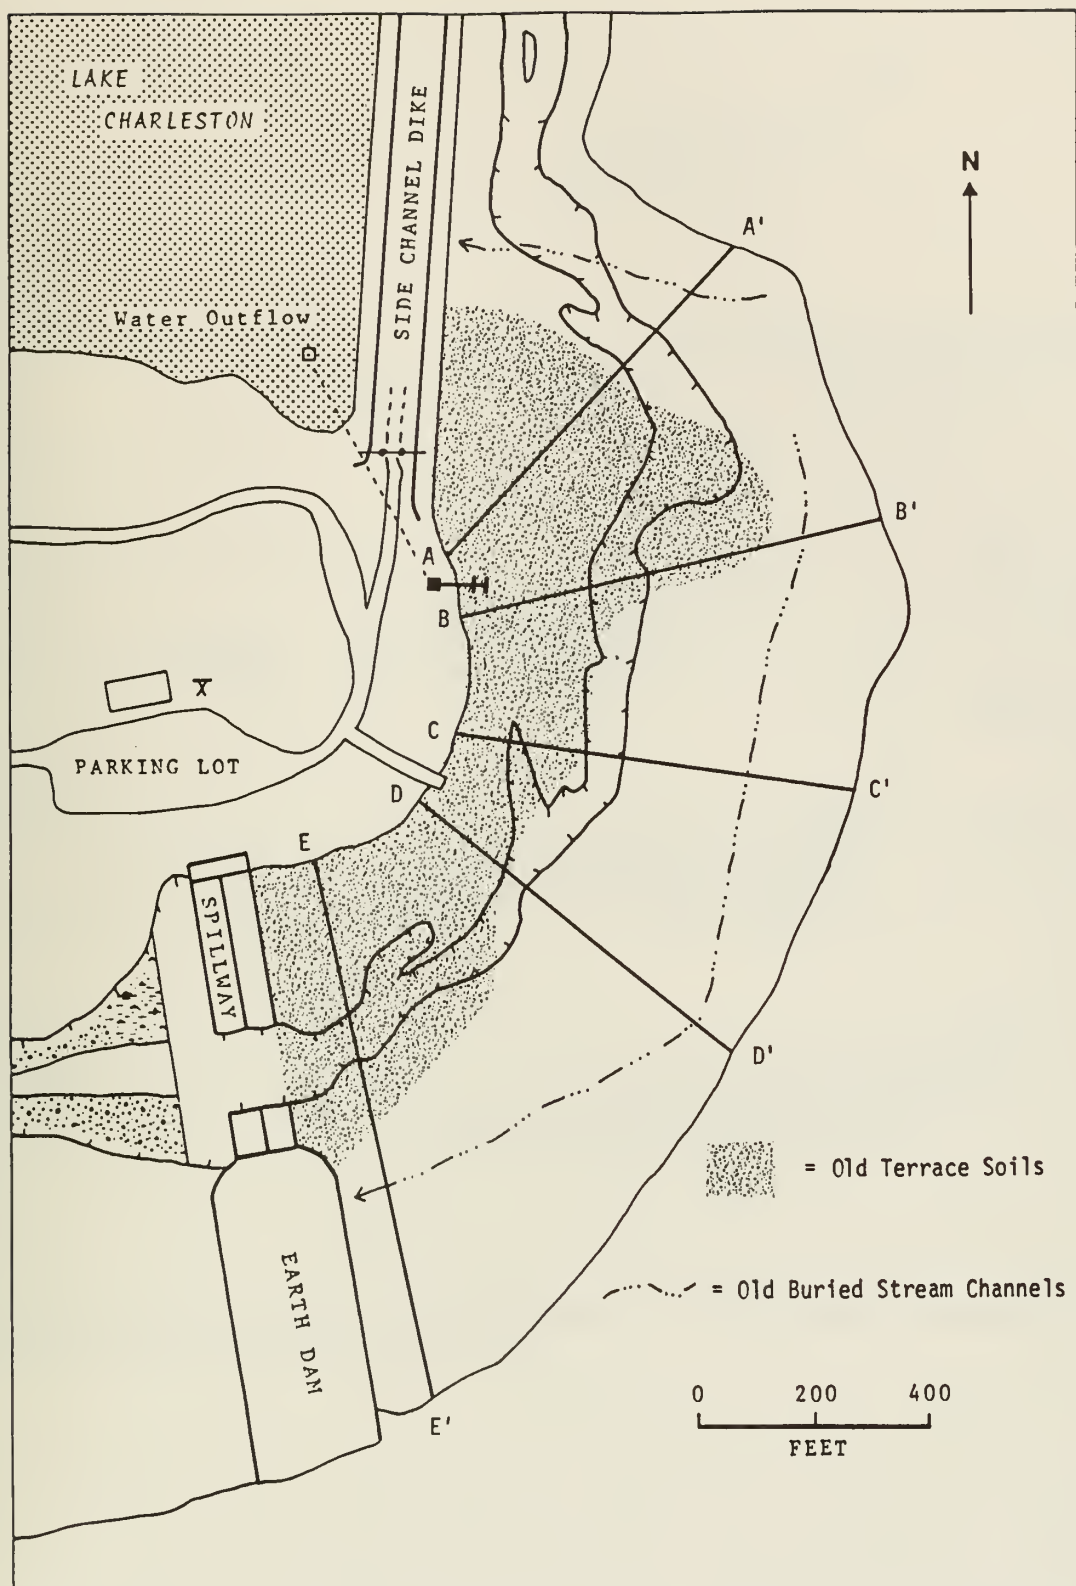 LAKE
CHARLESTON
SIDE CHANNEL DIKE
N
A'
Water Outflow
B'
A
B
X
C
PARKING LOT
C'
D
E
SPILLWAY
D'
= Old Terrace Soils
EARTH DAM
= Old Buried Stream Channels
0 200 400
FEET
E'